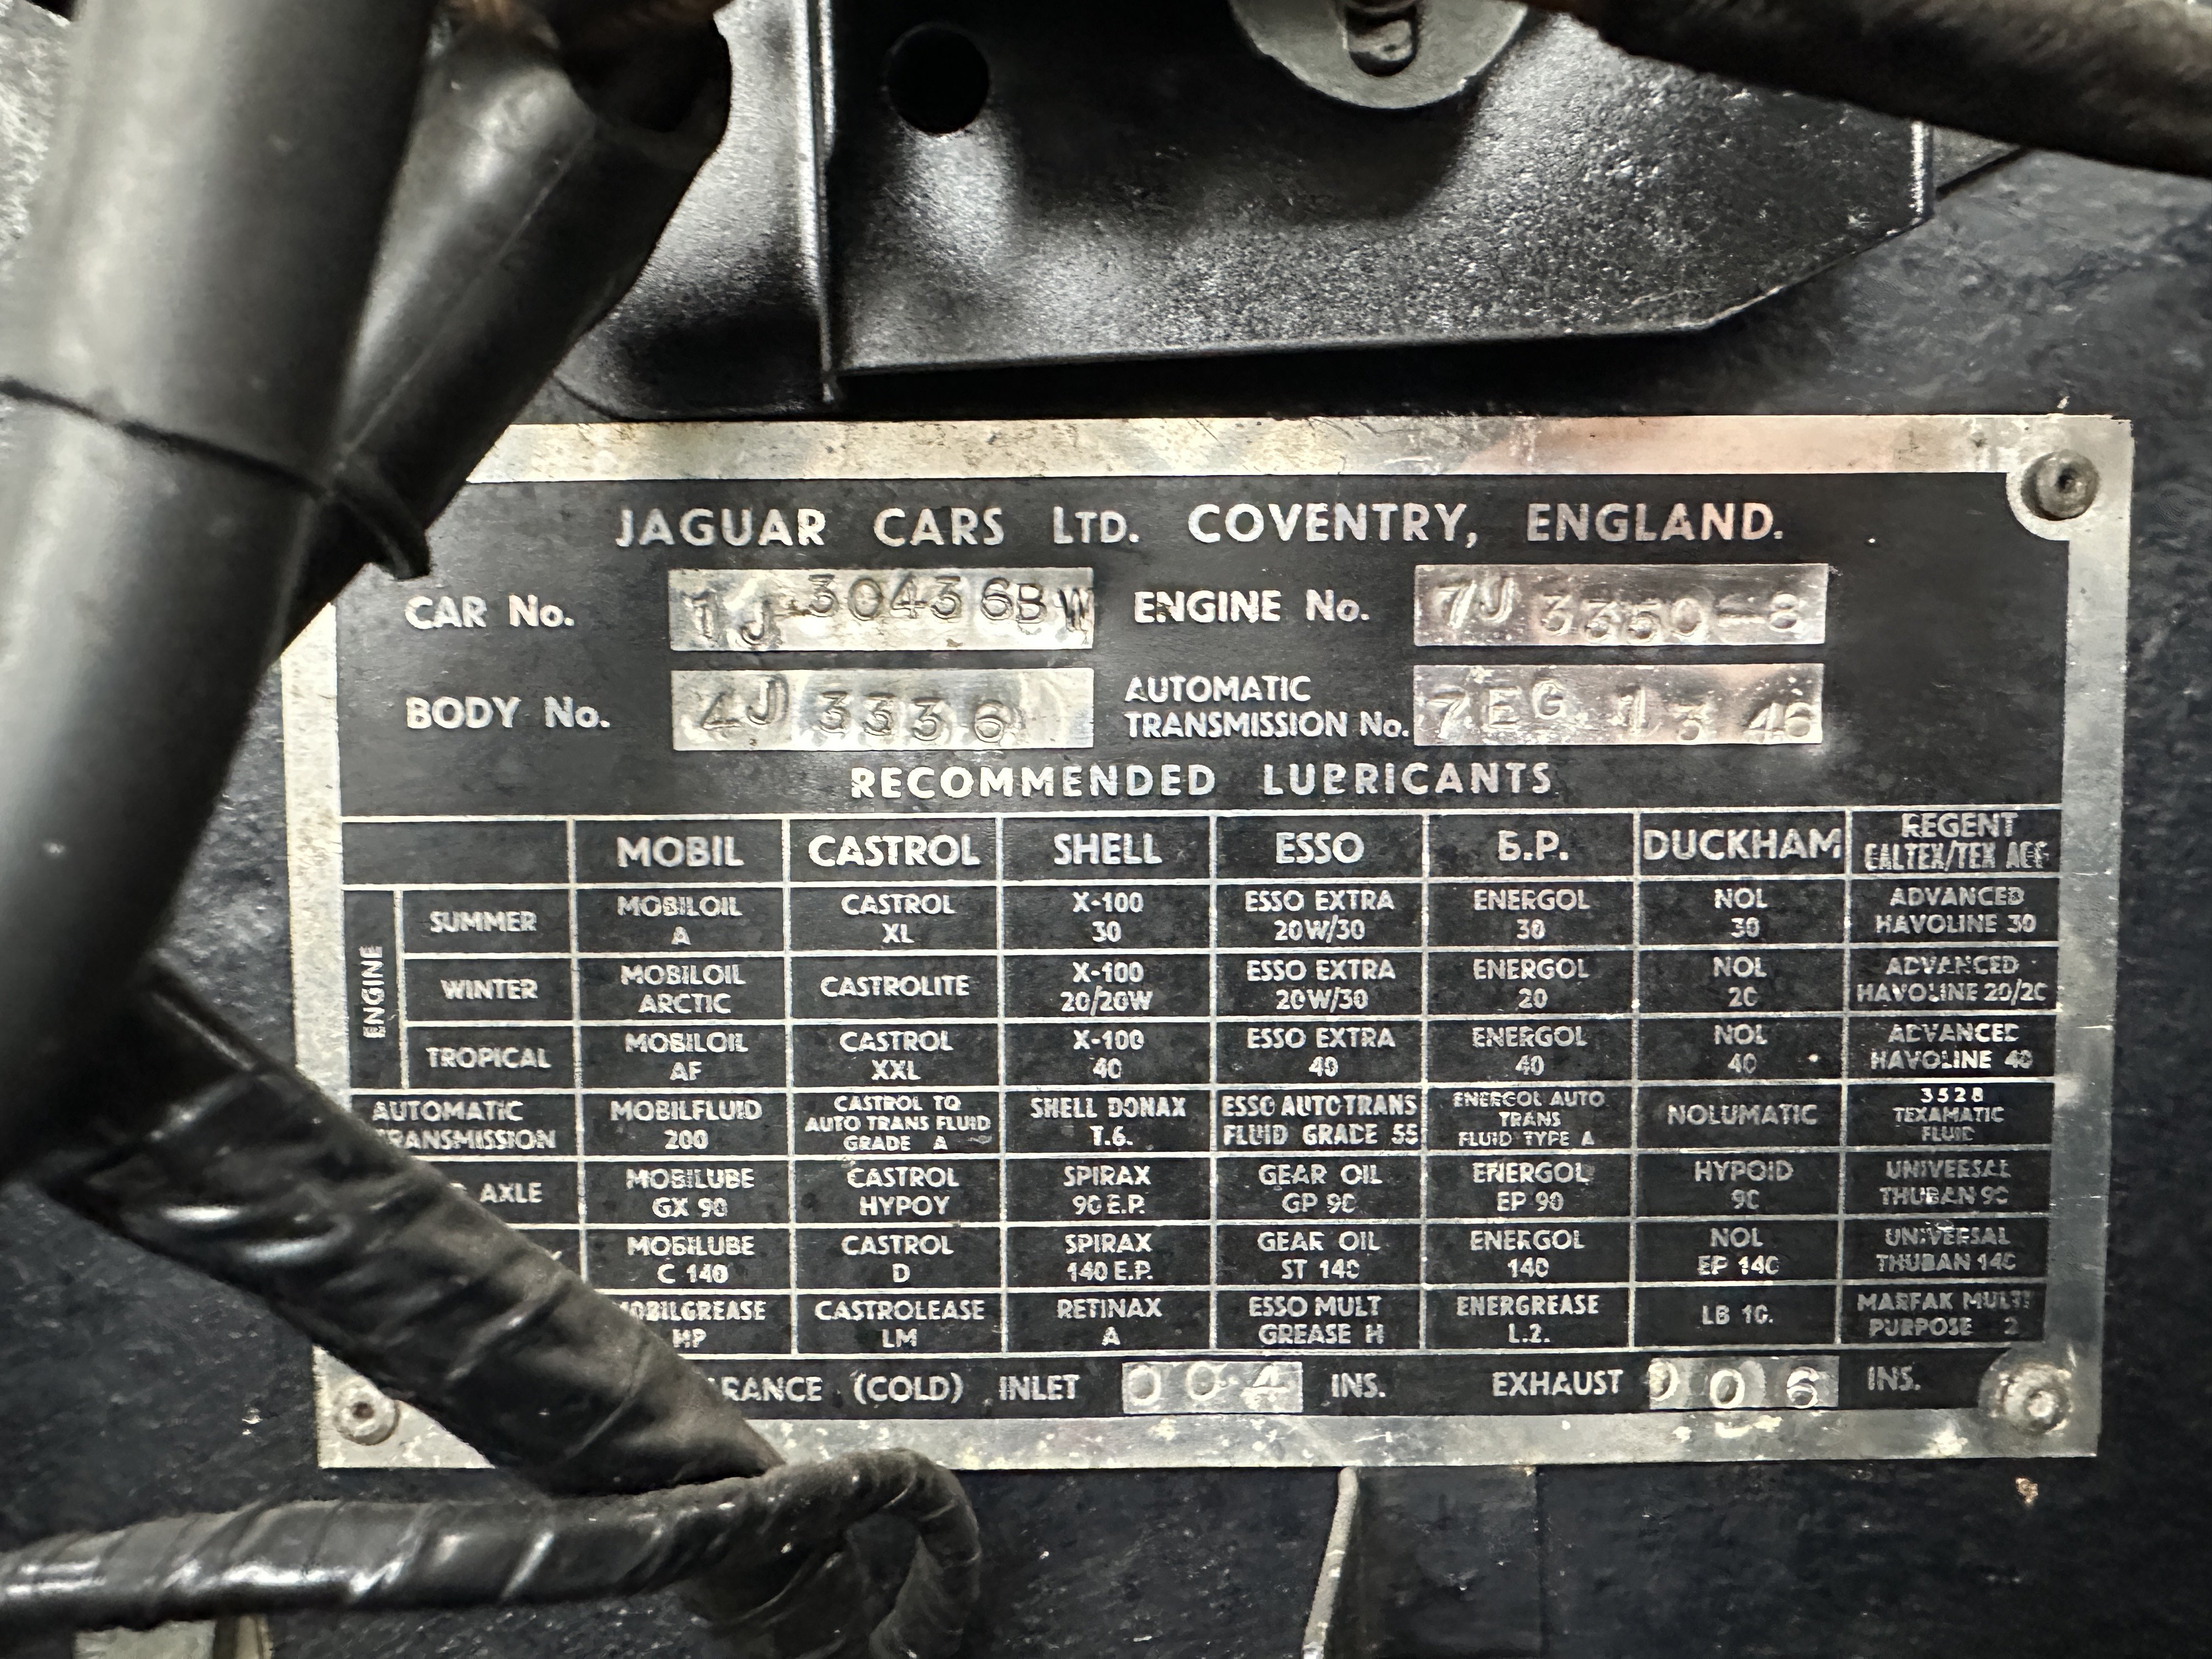 JAGUAR CARS LTD. COVENTRY, ENGLAND.
CAR No. 1J 30436BW ENGINE No. 7J 3350-8
BODY No. 4J 3336 AUTOMATIC TRANSMISSION No. 7EG 1346
RECOMMENDED LUBRICANTS
MOBIL CASTROL SHELL ESSO B.P. DUCKHAM REGENT CALTEX/TEXACO
ENGINE
SUMMER MOBILOIL A CASTROL XL X-100 30 ESSO EXTRA 20W/30 ENERGOL 30 NOL 30 ADVANCED HAVOLINE 30
WINTER MOBILOIL ARCTIC CASTROLITE X-100 20/20W ESSO EXTRA 20W/30 ENERGOL 20 NOL 20 ADVANCED HAVOLINE 20/20
TROPICAL MOBILOIL AF CASTROL XXL X-100 40 ESSO EXTRA 40 ENERGOL 40 NOL 40 ADVANCED HAVOLINE 40
AUTOMATIC TRANSMISSION MOBILFLUID 200 CASTROL TQ AUTO TRANS FLUID GRADE A SHELL DONAX T.6. ESSO AUTOTRANS FLUID GRADE 55 ENERGOL AUTO TRANS FLUID TYPE A NOLUMATIC 3528 TEXAMATIC FLUID
AXLE MOBILUBE GX 90 CASTROL HYPOY SPIRAX 90 E.P. GEAR OIL GP 90 ENERGOL EP 90 HYPOID 90 UNIVERSAL THUBAN 90
MOBILUBE C 140 CASTROL D SPIRAX 140 E.P. GEAR OIL ST 140 ENERGOL 140 NOL EP 140 UNIVERSAL THUBAN 140
MOBILGREASE MP CASTROLEASE LM RETINAX A ESSO MULT GREASE H ENERGREASE L.2. LB 10. MARFAK MULTI PURPOSE 2
RANCE (COLD) INLET 004 INS. EXHAUST 006 INS.